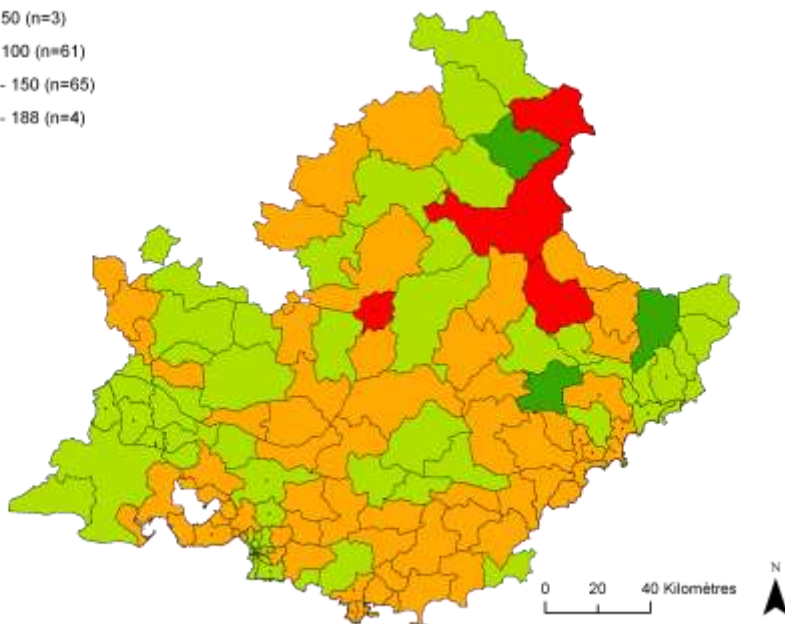 50 (n=3)
100 (n=61)
- 150 (n=65)
- 188 (n=4)
N
0 20 40 Kilomètres